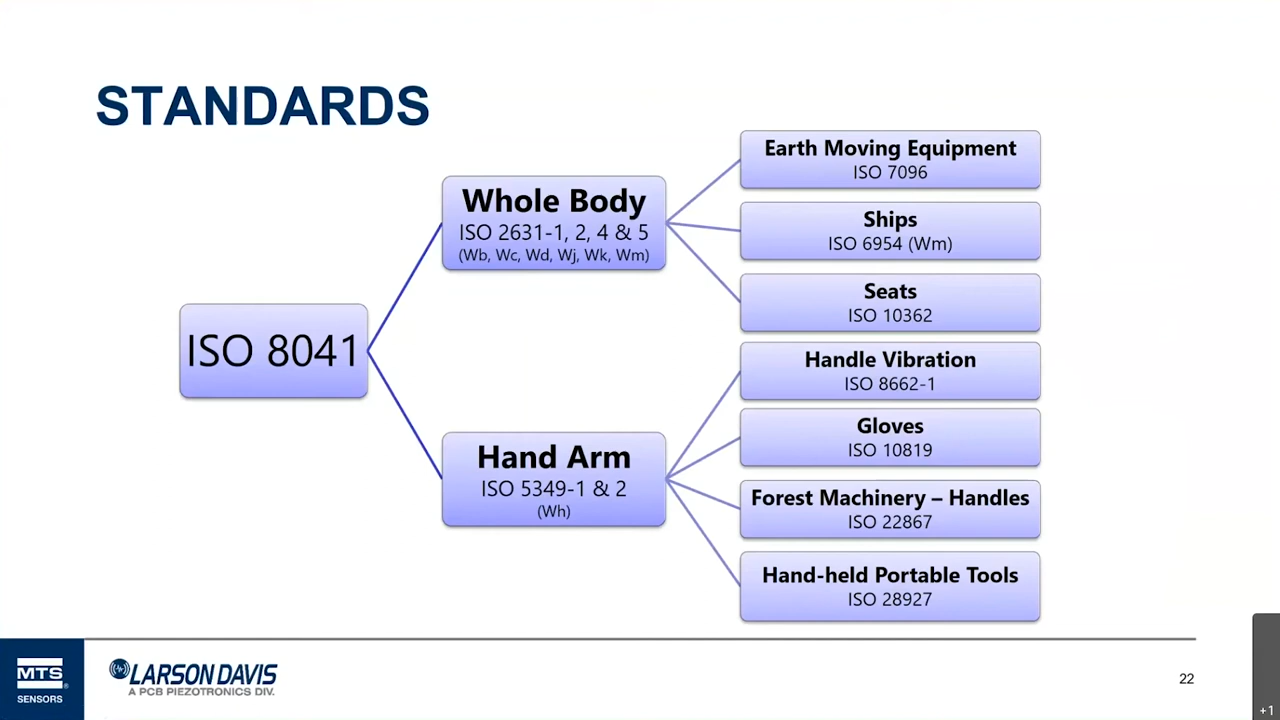 STANDARDS
ISO 8041
Whole Body
ISO 2631-1, 2, 4 & 5
(Wb, Wc, Wd, Wj, Wk, Wm)
Hand Arm
ISO 5349-1 & 2
(Wh)
Earth Moving Equipment
ISO 7096
Ships
ISO 6954 (Wm)
Seats
ISO 10362
Handle Vibration
ISO 8662-1
Gloves
ISO 10819
Forest Machinery – Handles
ISO 22867
Hand-held Portable Tools
ISO 28927
MTS
SENSORS
LARSON DAVIS
A PCB PIEZOTRONICS DIV.
22
+1